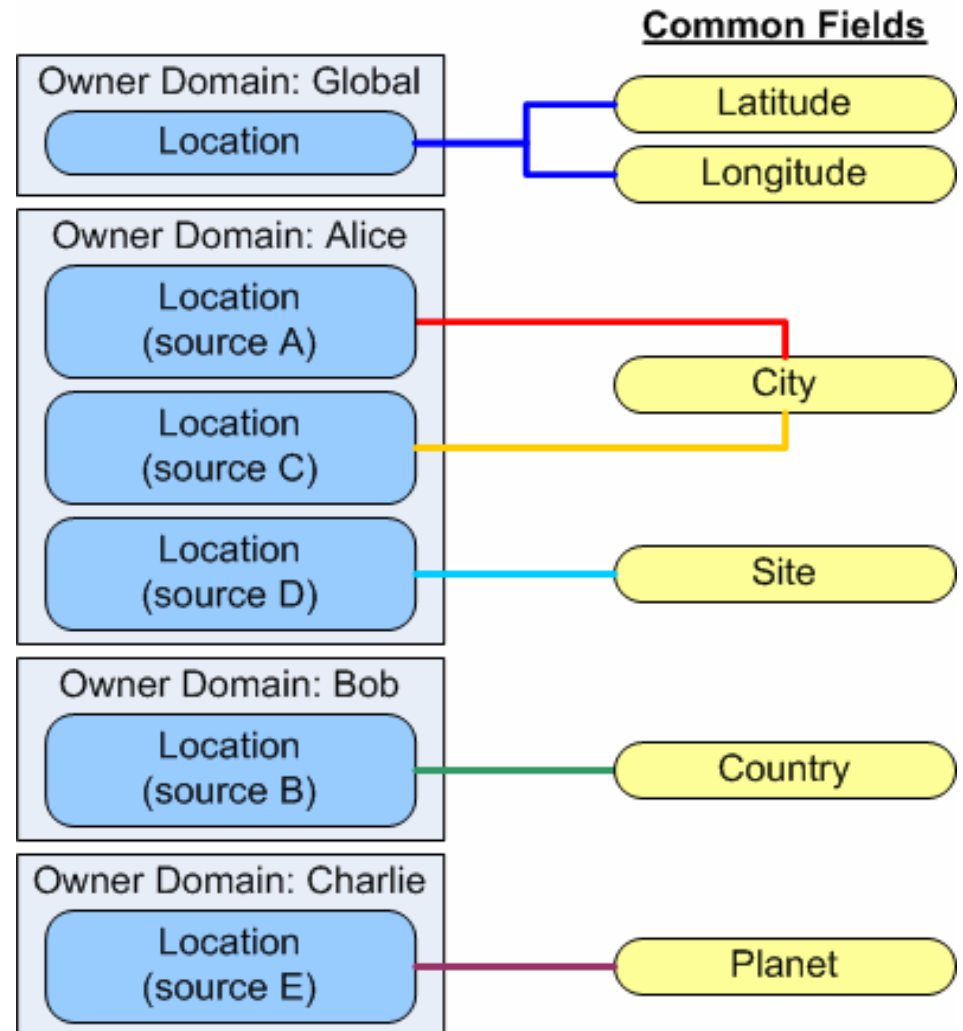 Common Fields
Owner Domain: Global
Location
Latitude
Longitude
Owner Domain: Alice
Location
(source A)
City
Location
(source C)
Location
(source D)
Site
Owner Domain: Bob
Location
(source B)
Country
Owner Domain: Charlie
Location
(source E)
Planet